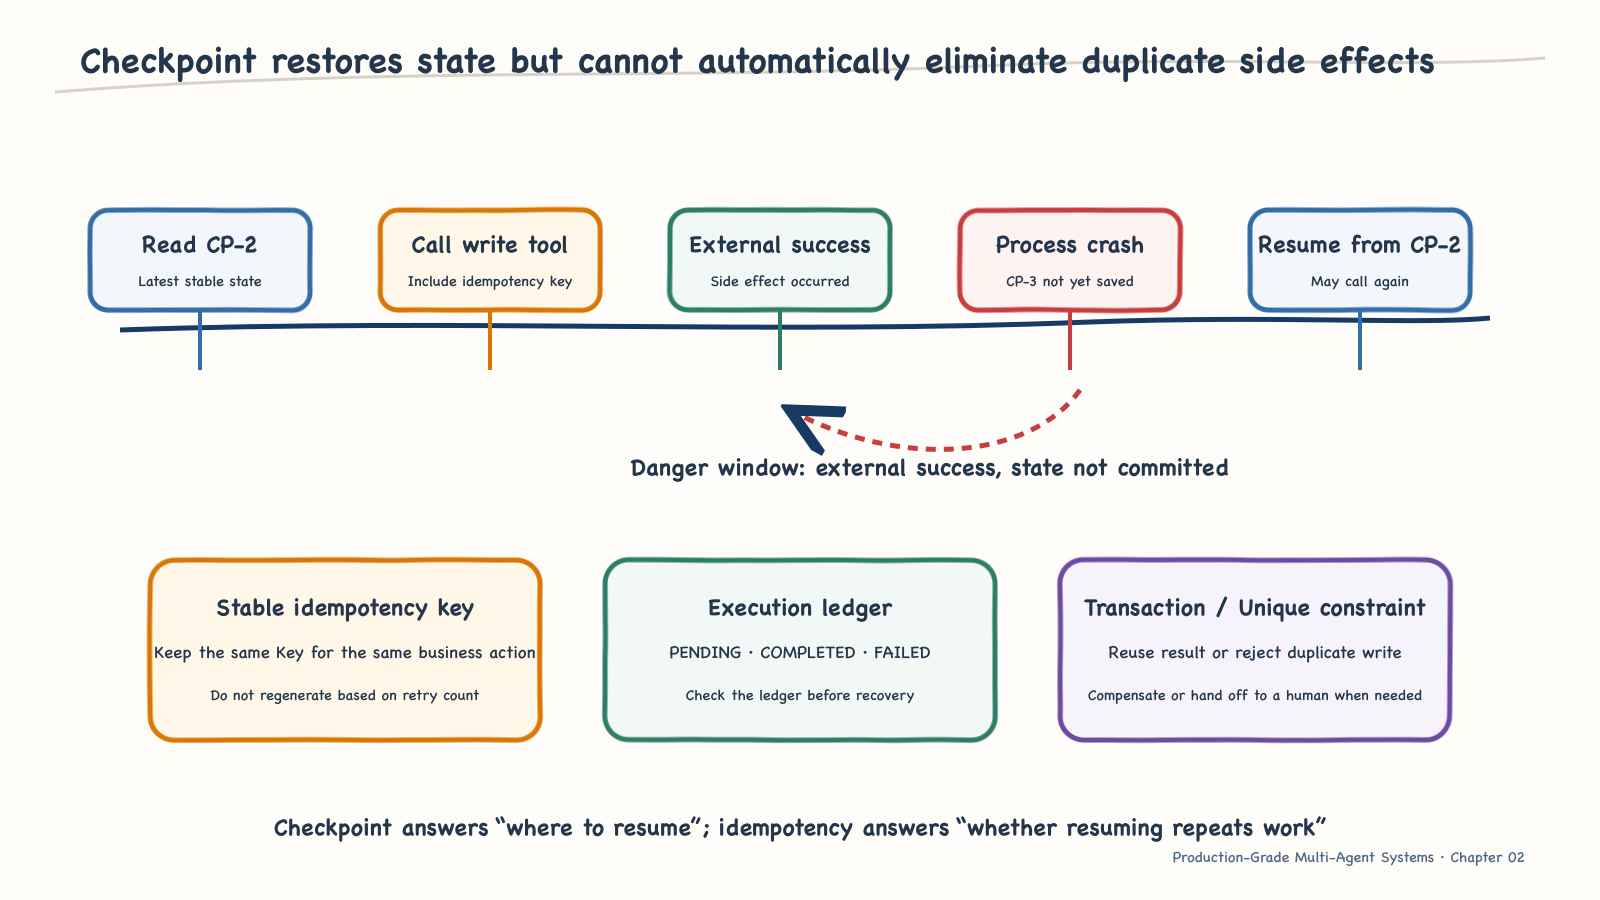 Checkpoint restores state but cannot automatically eliminate duplicate side effects
Read CP-2
Latest stable state
Call write tool
Include idempotency key
External success
Side effect occurred
Process crash
CP-3 not yet saved
Resume from CP-2
May call again
Danger window: external success, state not committed
Stable idempotency key
Keep the same Key for the same business action
Do not regenerate based on retry count
Execution ledger
PENDING · COMPLETED · FAILED
Check the ledger before recovery
Transaction / Unique constraint
Reuse result or reject duplicate write
Compensate or hand off to a human when needed
Checkpoint answers “where to resume”; idempotency answers “whether resuming repeats work”
Production-Grade Multi-Agent Systems · Chapter 02